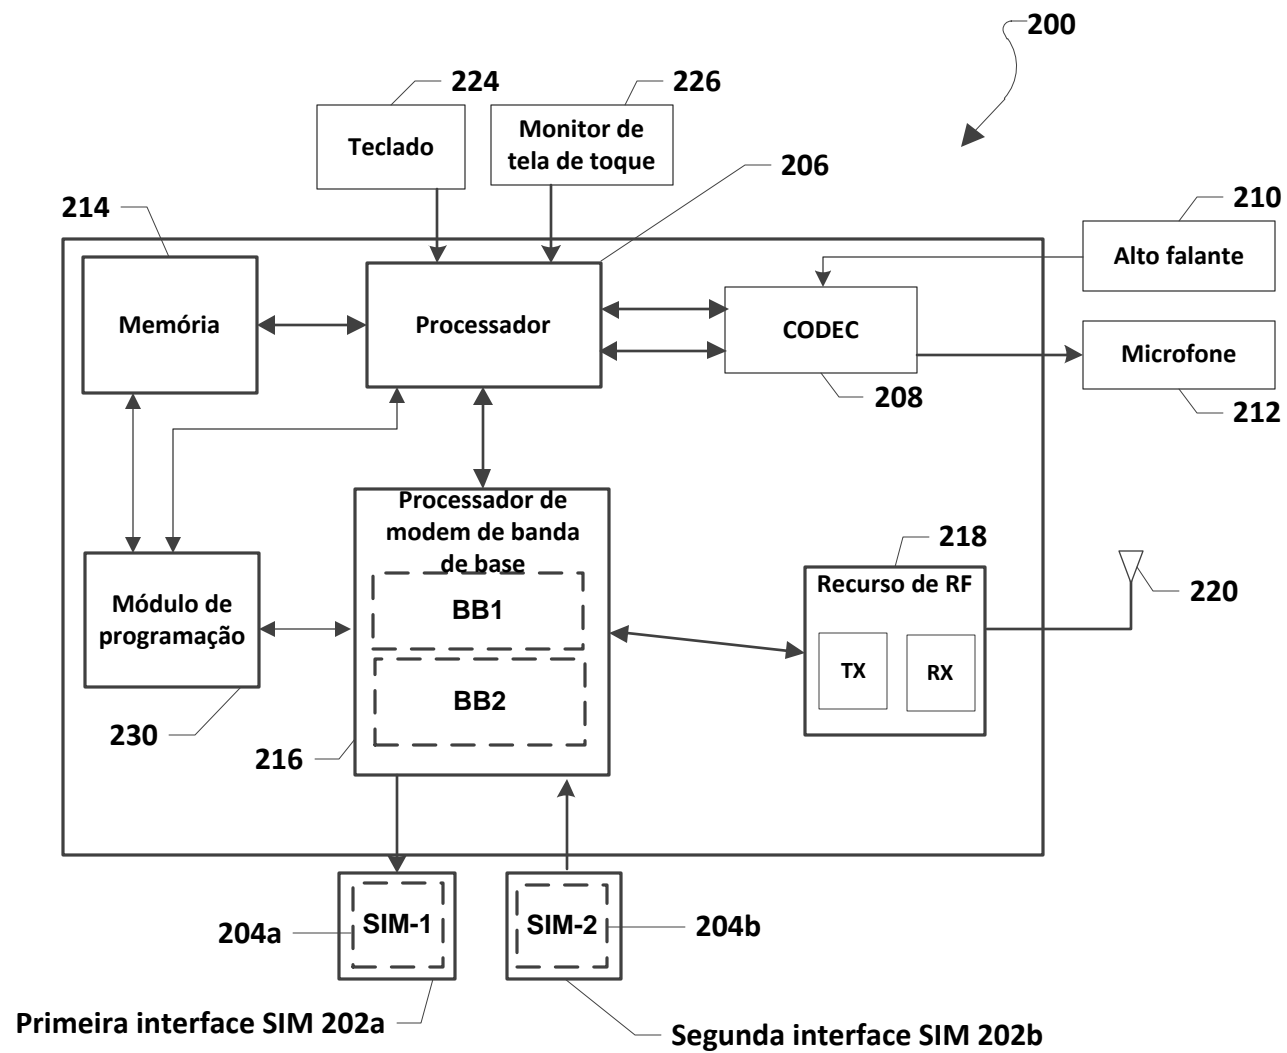 200
224
226
Teclado
Monitor de
tela de toque
206
214
210
Alto falante
Memória
Processador
CODEC
Microfone
208
212
Processador de
modem de banda
de base
218
Recurso de RF
220
Módulo de
programação
BB1
TX
RX
BB2
230
216
204a
SIM-1
SIM-2
204b
Primeira interface SIM 202a
Segunda interface SIM 202b